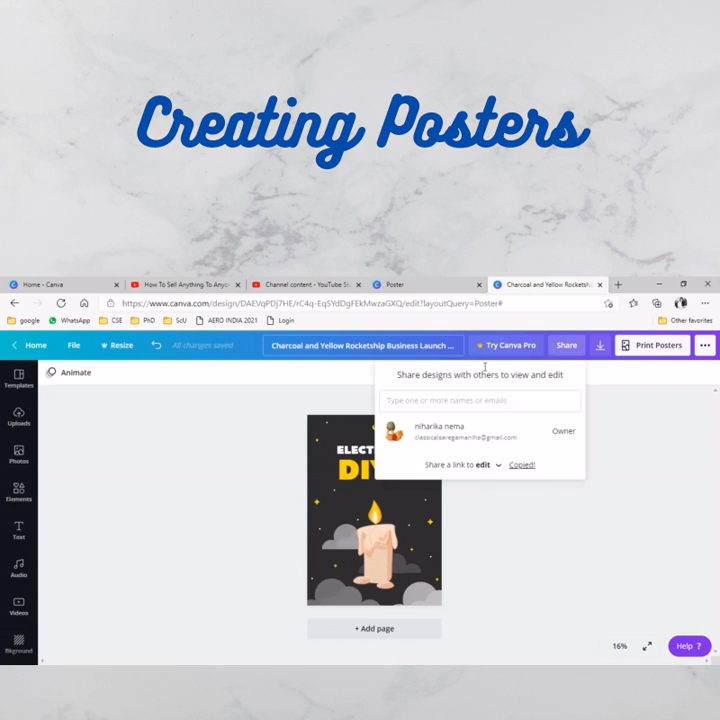 Creating Posters
Home - Canva
How To Sell Anything To Anyo
Channel content - YouTube St
Poster
Charcoal and Yellow Rocketship
https://www.canva.com/design/DAEVqPDj7HE/rC4q-EqSYdDgFEkMwzaGXQ/edit?layoutQuery=Poster#
google
WhatsApp
CSE
PhD
ScU
AERO INDIA 2021
Login
Other favorites
Home
File
Resize
All changes saved
Charcoal and Yellow Rocketship Business Launch ...
Try Canva Pro
Share
Print Posters
Animate
Share designs with others to view and edit
Type one or more names or emails
niharika nema
Owner
Share a link to edit
Copied!
Templates
Uploads
Photos
Elements
Text
Audio
Videos
Bkground
ELECT
+ Add page
16%
Help ?